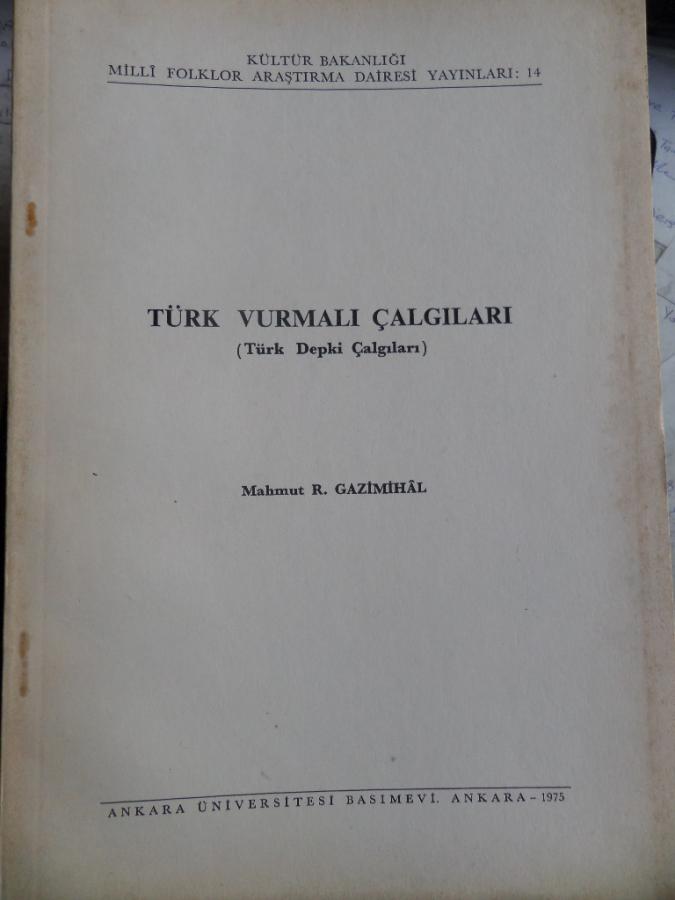 KÜLTÜR BAKANLIĞI
MİLLÎ FOLKLOR ARAŞTIRMA DAİRESİ YAYINLARI: 14
TÜRK VURMALI ÇALGILARI
(Türk Depki Çalgıları)
Mahmut R. GAZİMİHÂL
ANKARA ÜNİVERSİTESİ BASIMEVİ. ANKARA – 1975